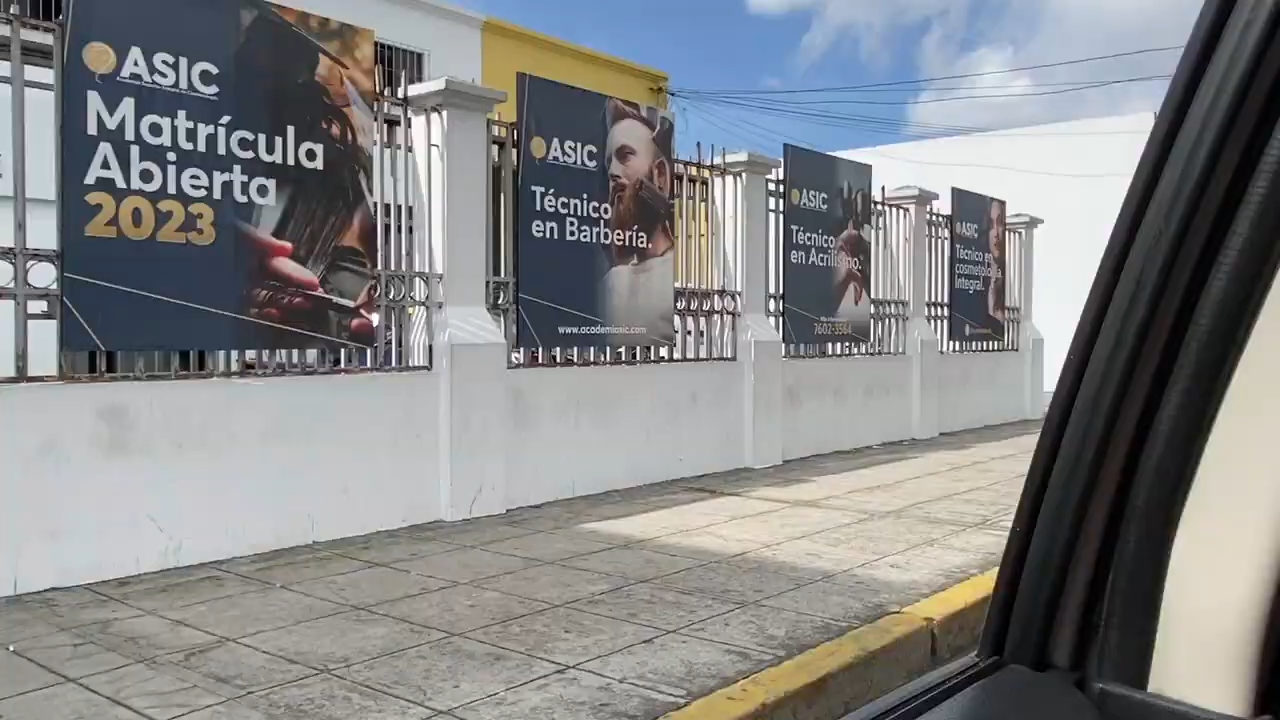 ASIC
Matrícula
Abierta
2023
ASIC
Técnico
en Barbería.
www.academiasic.com
ASIC
Técnico
en Acrilismo.
7602-3564
ASIC
Técnico en
cosmetología
Integral.